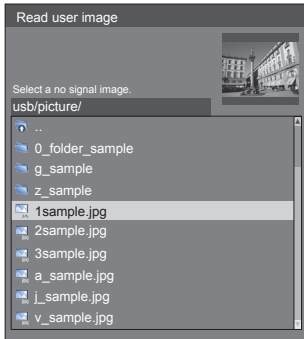 Read user image
Select a no signal image.
usb/picture/
..
0_folder_sample
g_sample
z_sample
1sample.jpg
2sample.jpg
3sample.jpg
a_sample.jpg
j_sample.jpg
v_sample.jpg